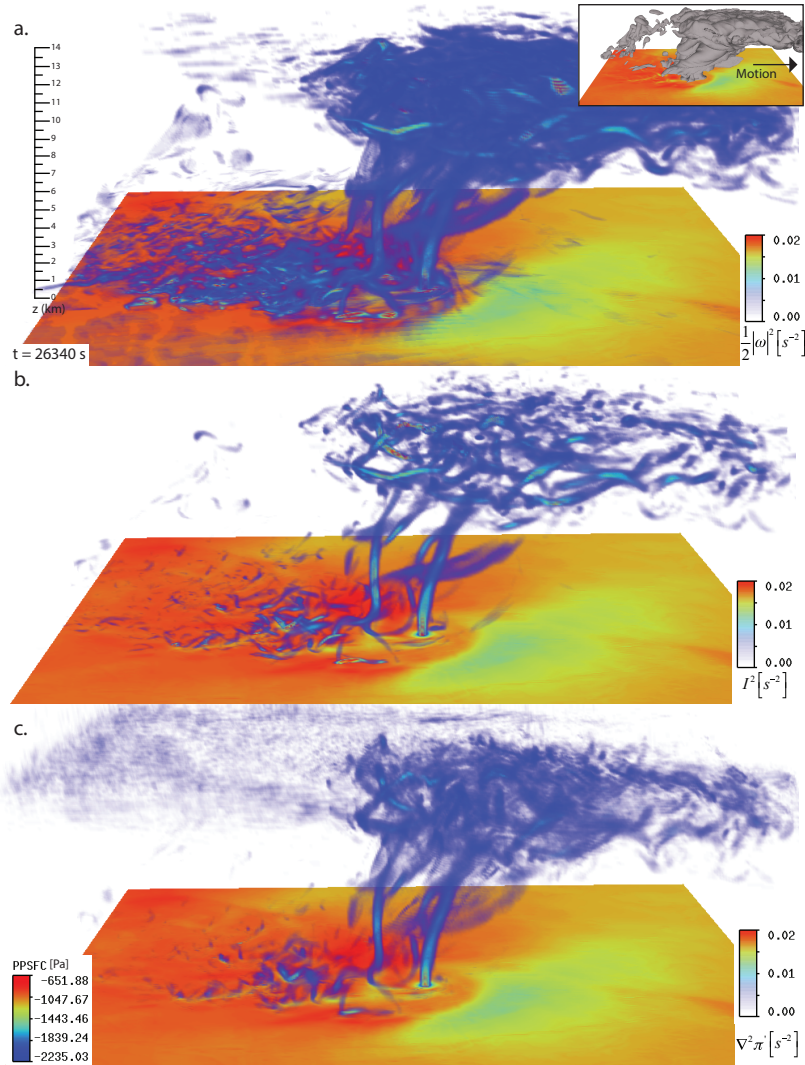 a.
14
13
12
11
10
9
8
7
6
5
4
3
2
1
0
z (km)
t = 26340 s
Motion
0.02
0.01
0.00
1/2|ω|² [s⁻²]
b.
0.02
0.01
0.00
I² [s⁻²]
c.
PPSFC [Pa]
−651.88
−1047.67
−1443.46
−1839.24
−2235.03
0.02
0.01
0.00
∇²π′ [s⁻²]